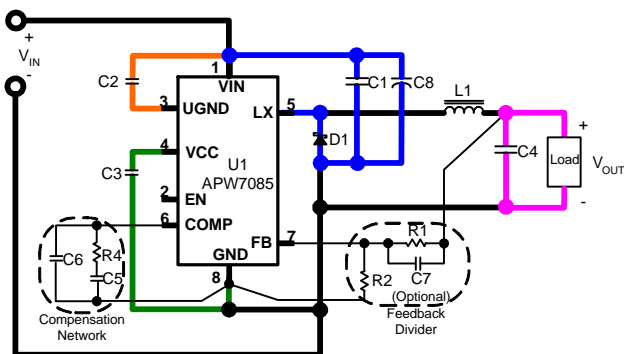 +
VIN
-
C2
1
VIN
C1
C8
3
UGND
LX
5
L1
D1
C3
4
VCC
U1
APW7085
2
EN
6
COMP
FB
7
GND
8
C4
Load
+
VOUT
-
C6
R4
C5
Compensation
Network
R1
R2
C7
(Optional)
Feedback
Divider